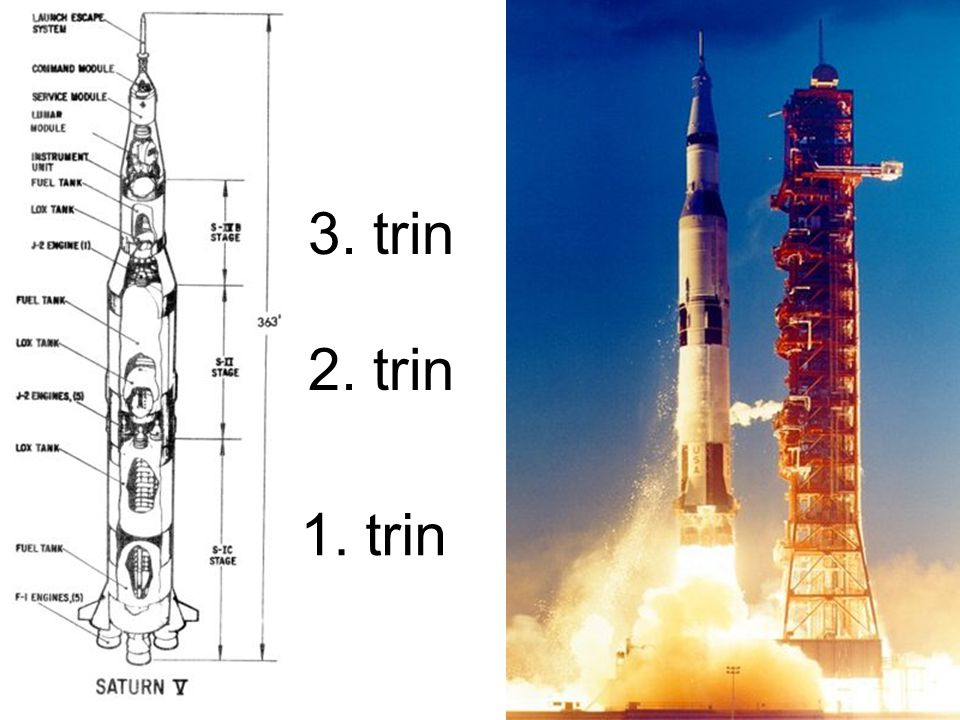 LAUNCH ESCAPE
SYSTEM
COMMAND MODULE
SERVICE MODULE
LUNAR
MODULE
INSTRUMENT
UNIT
FUEL TANK
LOX TANK
J-2 ENGINE (1)
S-IVB
STAGE
3. trin
FUEL TANK
363'
LOX TANK
S-II
STAGE
2. trin
J-2 ENGINES, (5)
LOX TANK
1. trin
FUEL TANK
S-IC
STAGE
F-1 ENGINES, (5)
SATURN V
USA